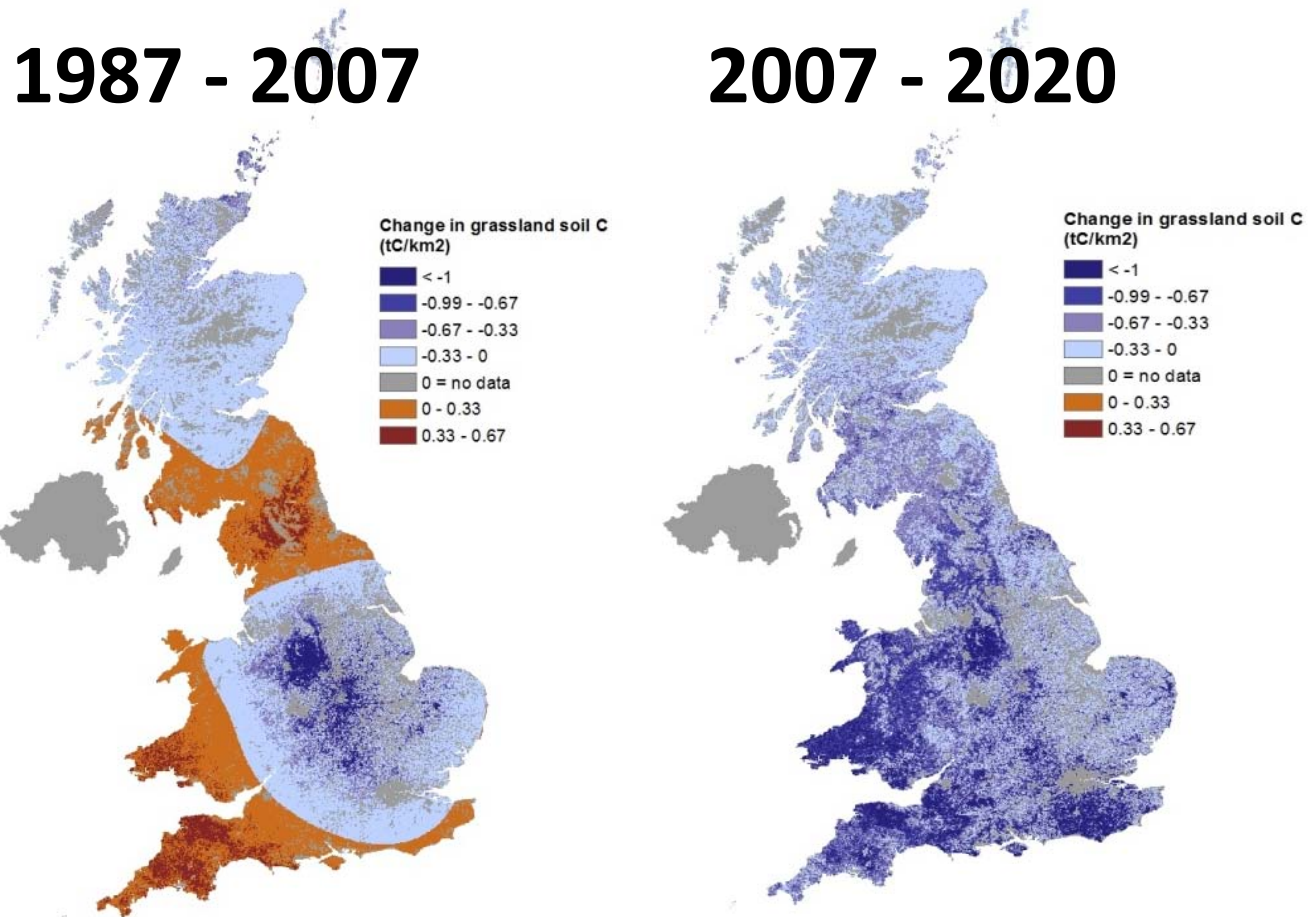 1987 - 2007
Change in grassland soil C
(tC/km2)
< -1
-0.99 - -0.67
-0.67 - -0.33
-0.33 - 0
0 = no data
0 - 0.33
0.33 - 0.67
2007 - 2020
Change in grassland soil C
(tC/km2)
< -1
-0.99 - -0.67
-0.67 - -0.33
-0.33 - 0
0 = no data
0 - 0.33
0.33 - 0.67